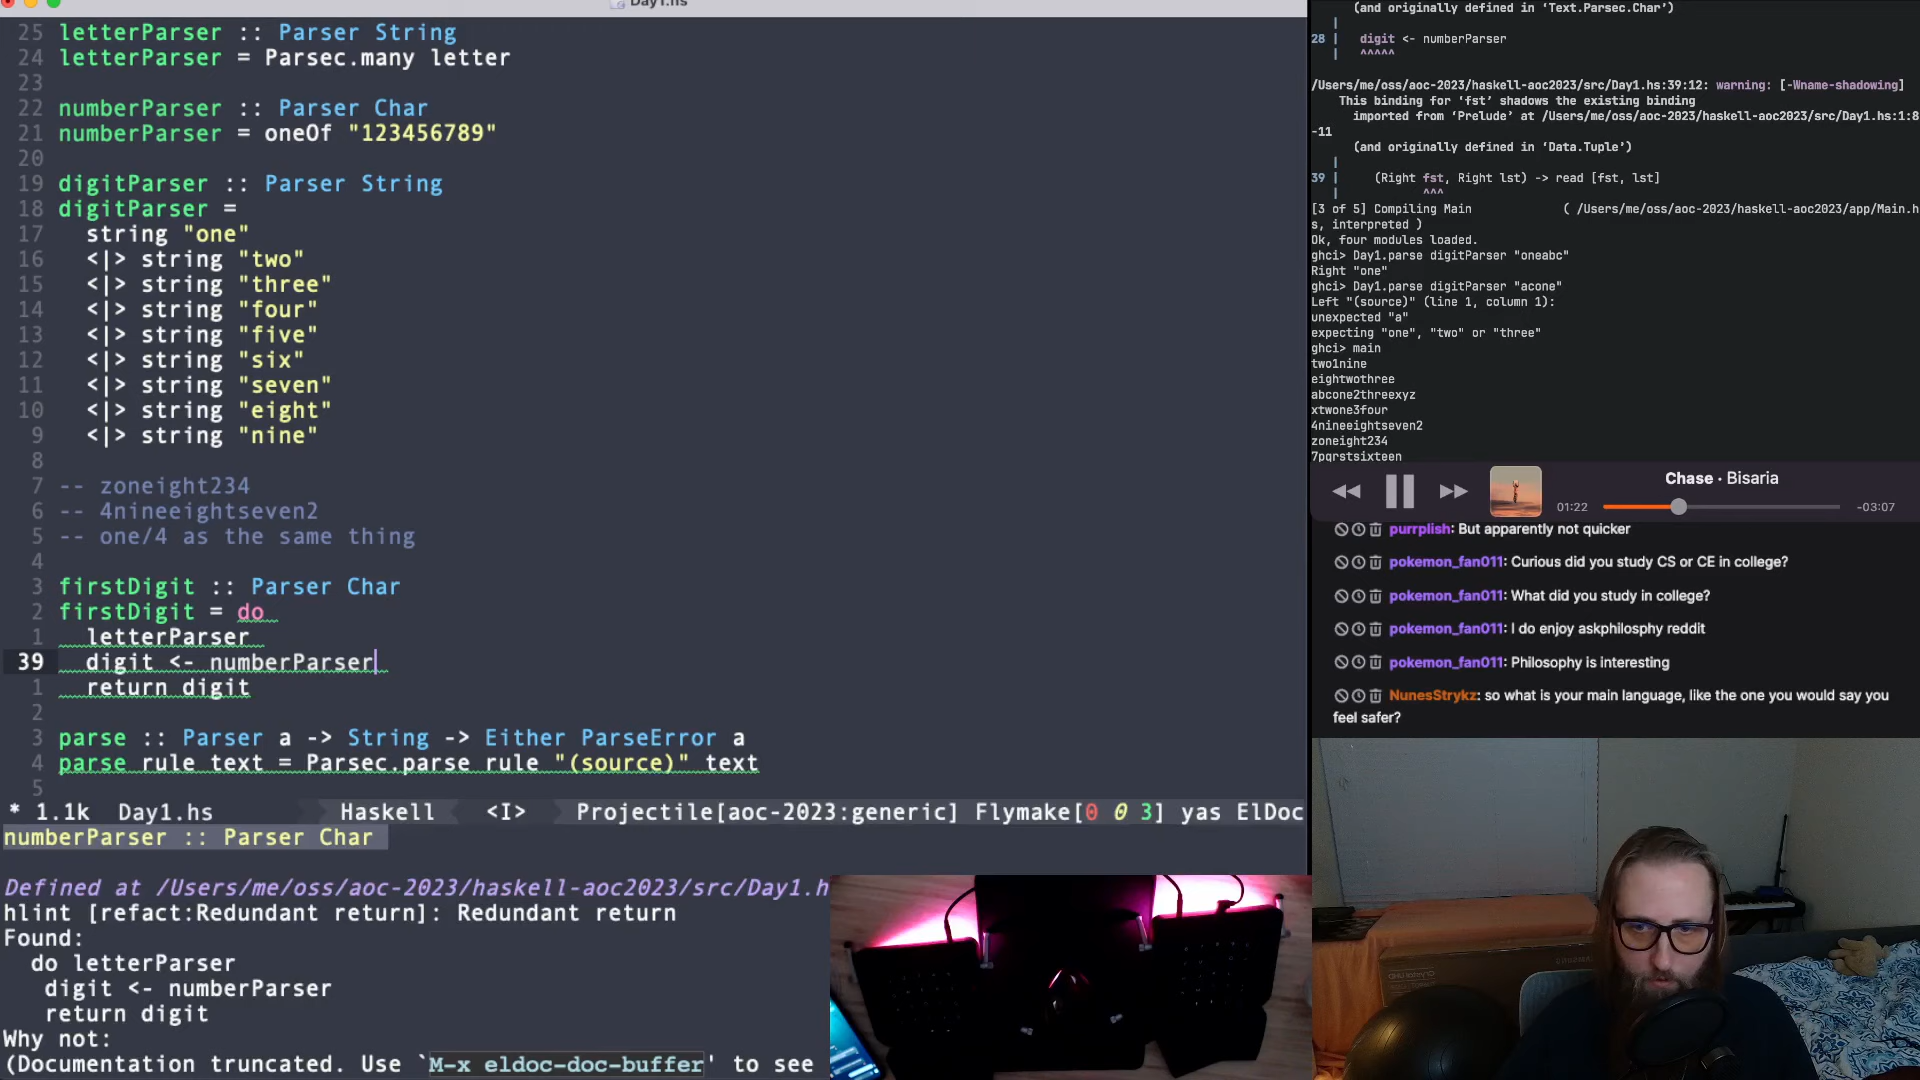 Day1.hs
25 letterParser :: Parser String
24 letterParser = Parsec.many letter
23
22 numberParser :: Parser Char
21 numberParser = oneOf "123456789"
20
19 digitParser :: Parser String
18 digitParser =
17 string "one"
16 <|> string "two"
15 <|> string "three"
14 <|> string "four"
13 <|> string "five"
12 <|> string "six"
11 <|> string "seven"
10 <|> string "eight"
9 <|> string "nine"
8
7 -- zoneight234
6 -- 4nineeightseven2
5 -- one/4 as the same thing
4
3 firstDigit :: Parser Char
2 firstDigit = do
1 letterParser
39 digit <- numberParser
1 return digit
2
3 parse :: Parser a -> String -> Either ParseError a
4 parse rule text = Parsec.parse rule "(source)" text
5
* 1.1k Day1.hs Haskell <I> Projectile[aoc-2023:generic] Flymake[0 0 3] yas ElDoc
numberParser :: Parser Char
Defined at /Users/me/oss/aoc-2023/haskell-aoc2023/src/Day1.h
hlint [refact:Redundant return]: Redundant return
Found:
do letterParser
digit <- numberParser
return digit
Why not:
(Documentation truncated. Use `M-x eldoc-doc-buffer' to see
(and originally defined in ‘Text.Parsec.Char’)
|
28 | digit <- numberParser
| ^^^^^
/Users/me/oss/aoc-2023/haskell-aoc2023/src/Day1.hs:39:12: warning: [-Wname-shadowing]
This binding for ‘fst’ shadows the existing binding
imported from ‘Prelude’ at /Users/me/oss/aoc-2023/haskell-aoc2023/src/Day1.hs:1:8
-11
(and originally defined in ‘Data.Tuple’)
|
39 | (Right fst, Right lst) -> read [fst, lst]
| ^^^
[3 of 5] Compiling Main ( /Users/me/oss/aoc-2023/haskell-aoc2023/app/Main.h
s, interpreted )
Ok, four modules loaded.
ghci> Day1.parse digitParser "oneabc"
Right "one"
ghci> Day1.parse digitParser "acone"
Left "(source)" (line 1, column 1):
unexpected "a"
expecting "one", "two" or "three"
ghci> main
two1nine
eightwothree
abcone2threexyz
xtwone3four
4nineeightseven2
zoneight234
7pqrstsixteen
Chase · Bisaria
01:22 -03:07
purrplish: But apparently not quicker
pokemon_fan011: Curious did you study CS or CE in college?
pokemon_fan011: What did you study in college?
pokemon_fan011: I do enjoy askphilosphy reddit
pokemon_fan011: Philosophy is interesting
NunesStrykz: so what is your main language, like the one you would say you
feel safer?